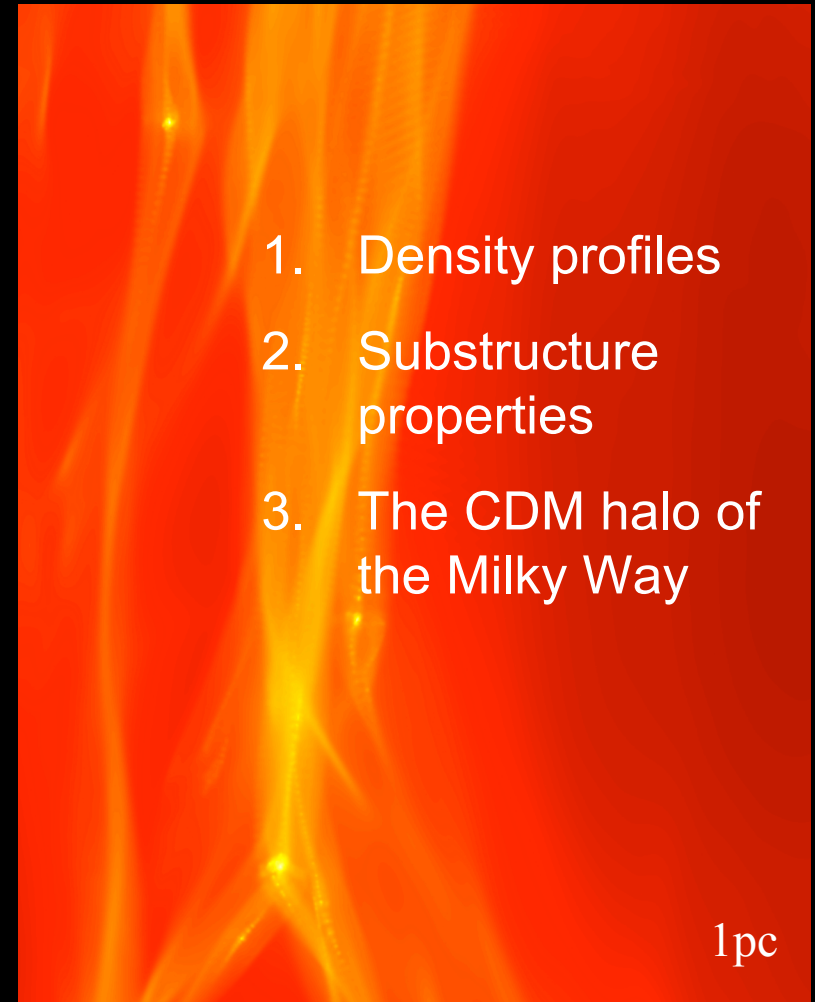 1. Density profiles
2. Substructure
properties
3. The CDM halo of
the Milky Way
1pc